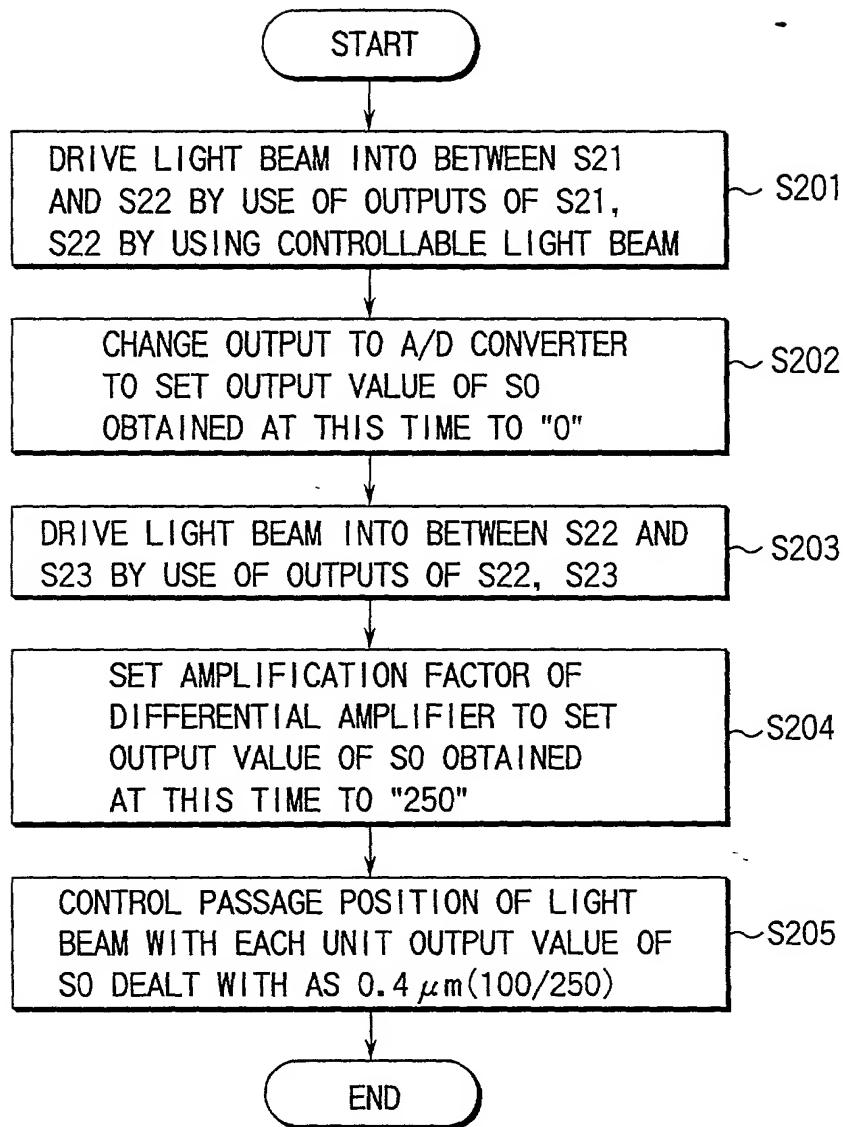 START
DRIVE LIGHT BEAM INTO BETWEEN S21
AND S22 BY USE OF OUTPUTS OF S21,
S22 BY USING CONTROLLABLE LIGHT BEAM
S201
CHANGE OUTPUT TO A/D CONVERTER
TO SET OUTPUT VALUE OF SO
OBTAINED AT THIS TIME TO "0"
S202
DRIVE LIGHT BEAM INTO BETWEEN S22 AND
S23 BY USE OF OUTPUTS OF S22, S23
S203
SET AMPLIFICATION FACTOR OF
DIFFERENTIAL AMPLIFIER TO SET
OUTPUT VALUE OF SO OBTAINED
AT THIS TIME TO "250"
S204
CONTROL PASSAGE POSITION OF LIGHT
BEAM WITH EACH UNIT OUTPUT VALUE OF
SO DEALT WITH AS 0.4 μm(100/250)
S205
END